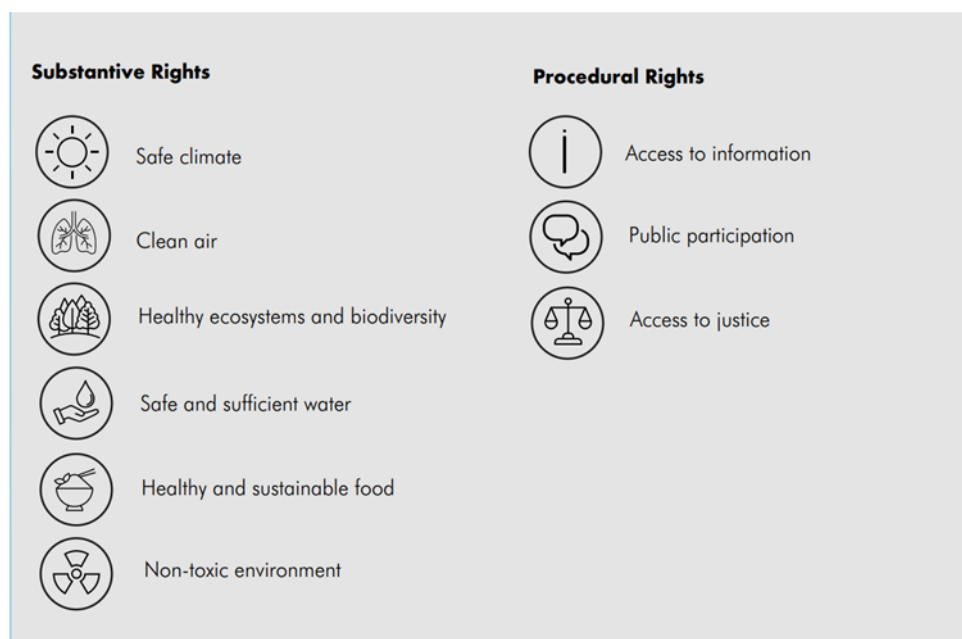 Substantive Rights
Safe climate
Clean air
Healthy ecosystems and biodiversity
Safe and sufficient water
Healthy and sustainable food
Non-toxic environment
Procedural Rights
Access to information
Public participation
Access to justice